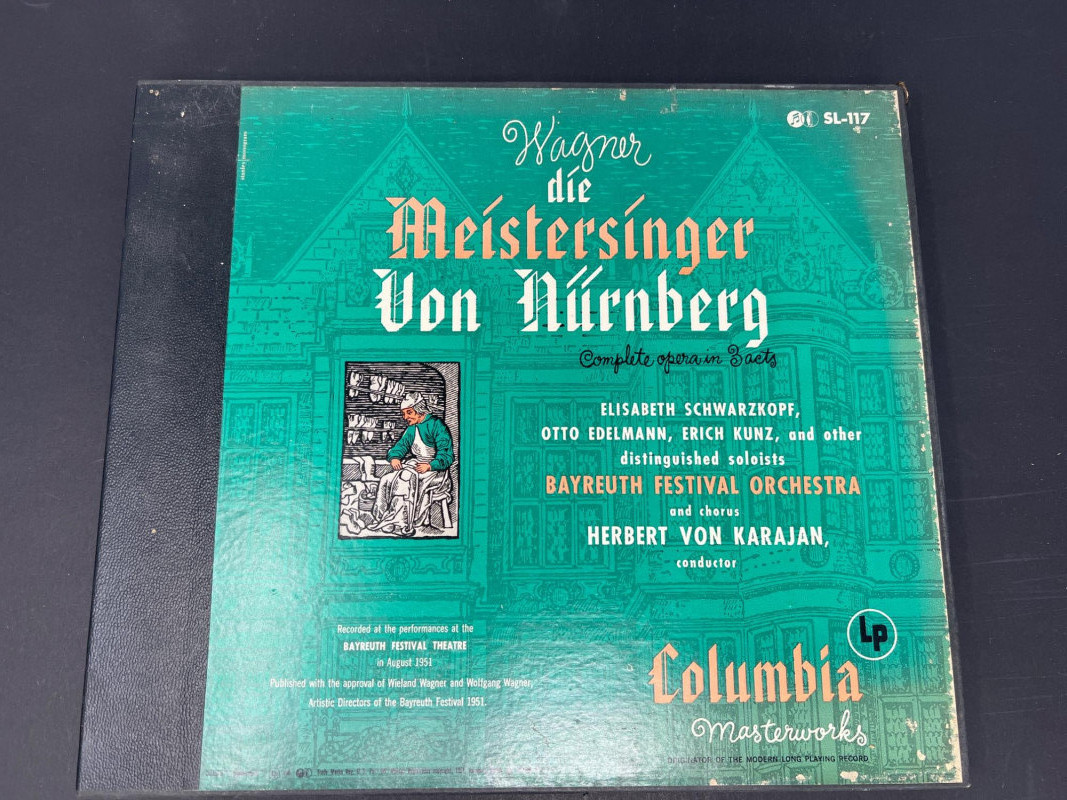 SL-117
Wagner
die
Meistersinger
Von Nürnberg
Complete opera in 3 acts
ELISABETH SCHWARZKOPF,
OTTO EDELMANN, ERICH KUNZ, and other
distinguished soloists
BAYREUTH FESTIVAL ORCHESTRA
and chorus
HERBERT VON KARAJAN,
conductor
Recorded at the performances at the
BAYREUTH FESTIVAL THEATRE
in August 1951
Published with the approval of Wieland Wagner and Wolfgang Wagner,
Artistic Directors of the Bayreuth Festival 1951.
Lp
Columbia
Masterworks
ORIGINATOR OF THE MODERN LONG PLAYING RECORD